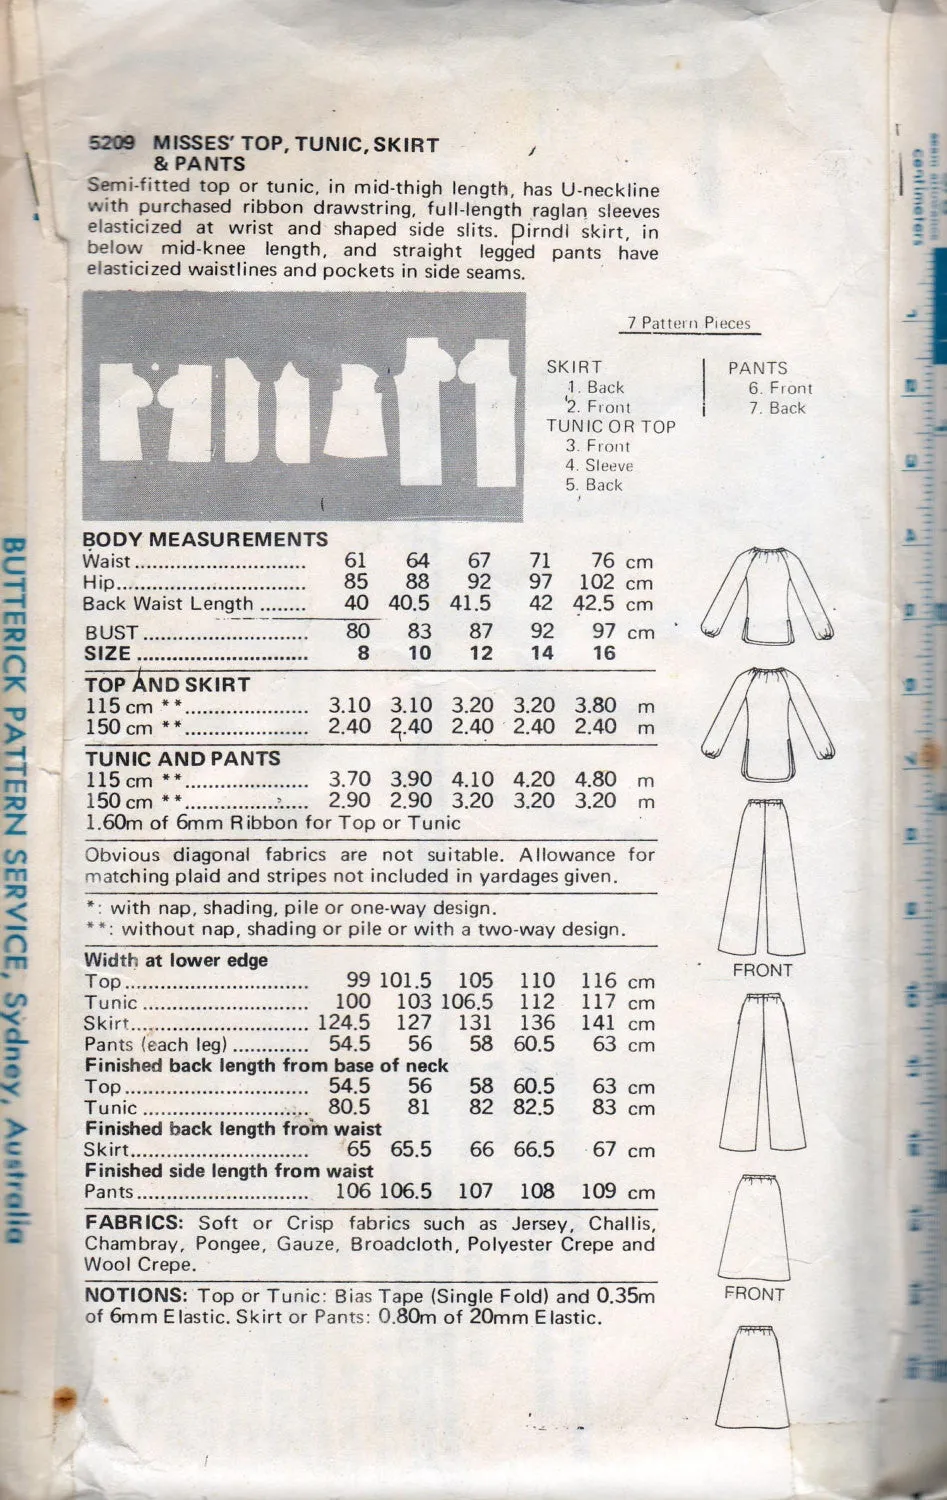 5209 MISSES' TOP, TUNIC, SKIRT
& PANTS
Semi-fitted top or tunic, in mid-thigh length, has U-neckline
with purchased ribbon drawstring, full-length raglan sleeves
elasticized at wrist and shaped side slits. Dirndl skirt, in
below mid-knee length, and straight legged pants have
elasticized waistlines and pockets in side seams.
7 Pattern Pieces
SKIRT
1. Back
2. Front
TUNIC OR TOP
3. Front
4. Sleeve
5. Back
PANTS
6. Front
7. Back
BODY MEASUREMENTS
Waist ............................ 61 64 67 71 76 cm
Hip............................... 85 88 92 97 102 cm
Back Waist Length ........ 40 40.5 41.5 42 42.5 cm
BUST ........................... 80 83 87 92 97 cm
SIZE ............................ 8 10 12 14 16
TOP AND SKIRT
115 cm **..................... 3.10 3.10 3.20 3.20 3.80 m
150 cm **..................... 2.40 2.40 2.40 2.40 2.40 m
TUNIC AND PANTS
115 cm **..................... 3.70 3.90 4.10 4.20 4.80 m
150 cm **..................... 2.90 2.90 3.20 3.20 3.20 m
1.60m of 6mm Ribbon for Top or Tunic
Obvious diagonal fabrics are not suitable. Allowance for
matching plaid and stripes not included in yardages given.
*: with nap, shading, pile or one-way design.
**: without nap, shading or pile or with a two-way design.
Width at lower edge
Top.............................. 99 101.5 105 110 116 cm
Tunic ........................... 100 103 106.5 112 117 cm
Skirt............................. 124.5 127 131 136 141 cm
Pants (each leg) ............. 54.5 56 58 60.5 63 cm
Finished back length from base of neck
Top.............................. 54.5 56 58 60.5 63 cm
Tunic ........................... 80.5 81 82 82.5 83 cm
Finished back length from waist
Skirt............................. 65 65.5 66 66.5 67 cm
Finished side length from waist
Pants............................ 106 106.5 107 108 109 cm
FABRICS: Soft or Crisp fabrics such as Jersey, Challis,
Chambray, Pongee, Gauze, Broadcloth, Polyester Crepe and
Wool Crepe.
NOTIONS: Top or Tunic: Bias Tape (Single Fold) and 0.35m
of 6mm Elastic. Skirt or Pants: 0.80m of 20mm Elastic.
FRONT
FRONT
BUTTERICK PATTERN SERVICE, Sydney, Australia
centimeters